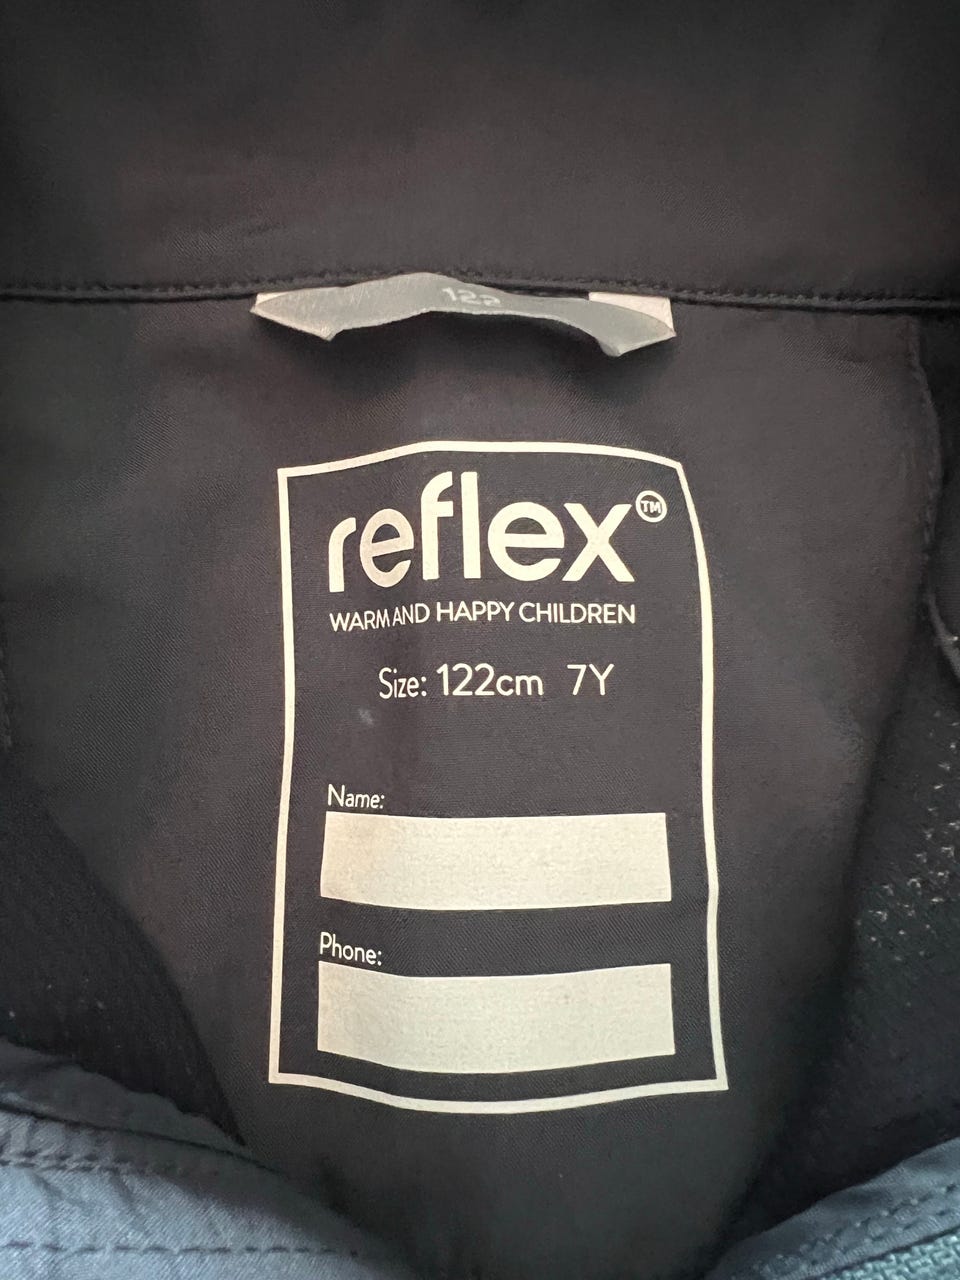 122
reflex™
WARM AND HAPPY CHILDREN
Size: 122cm 7Y
Name:
Phone: